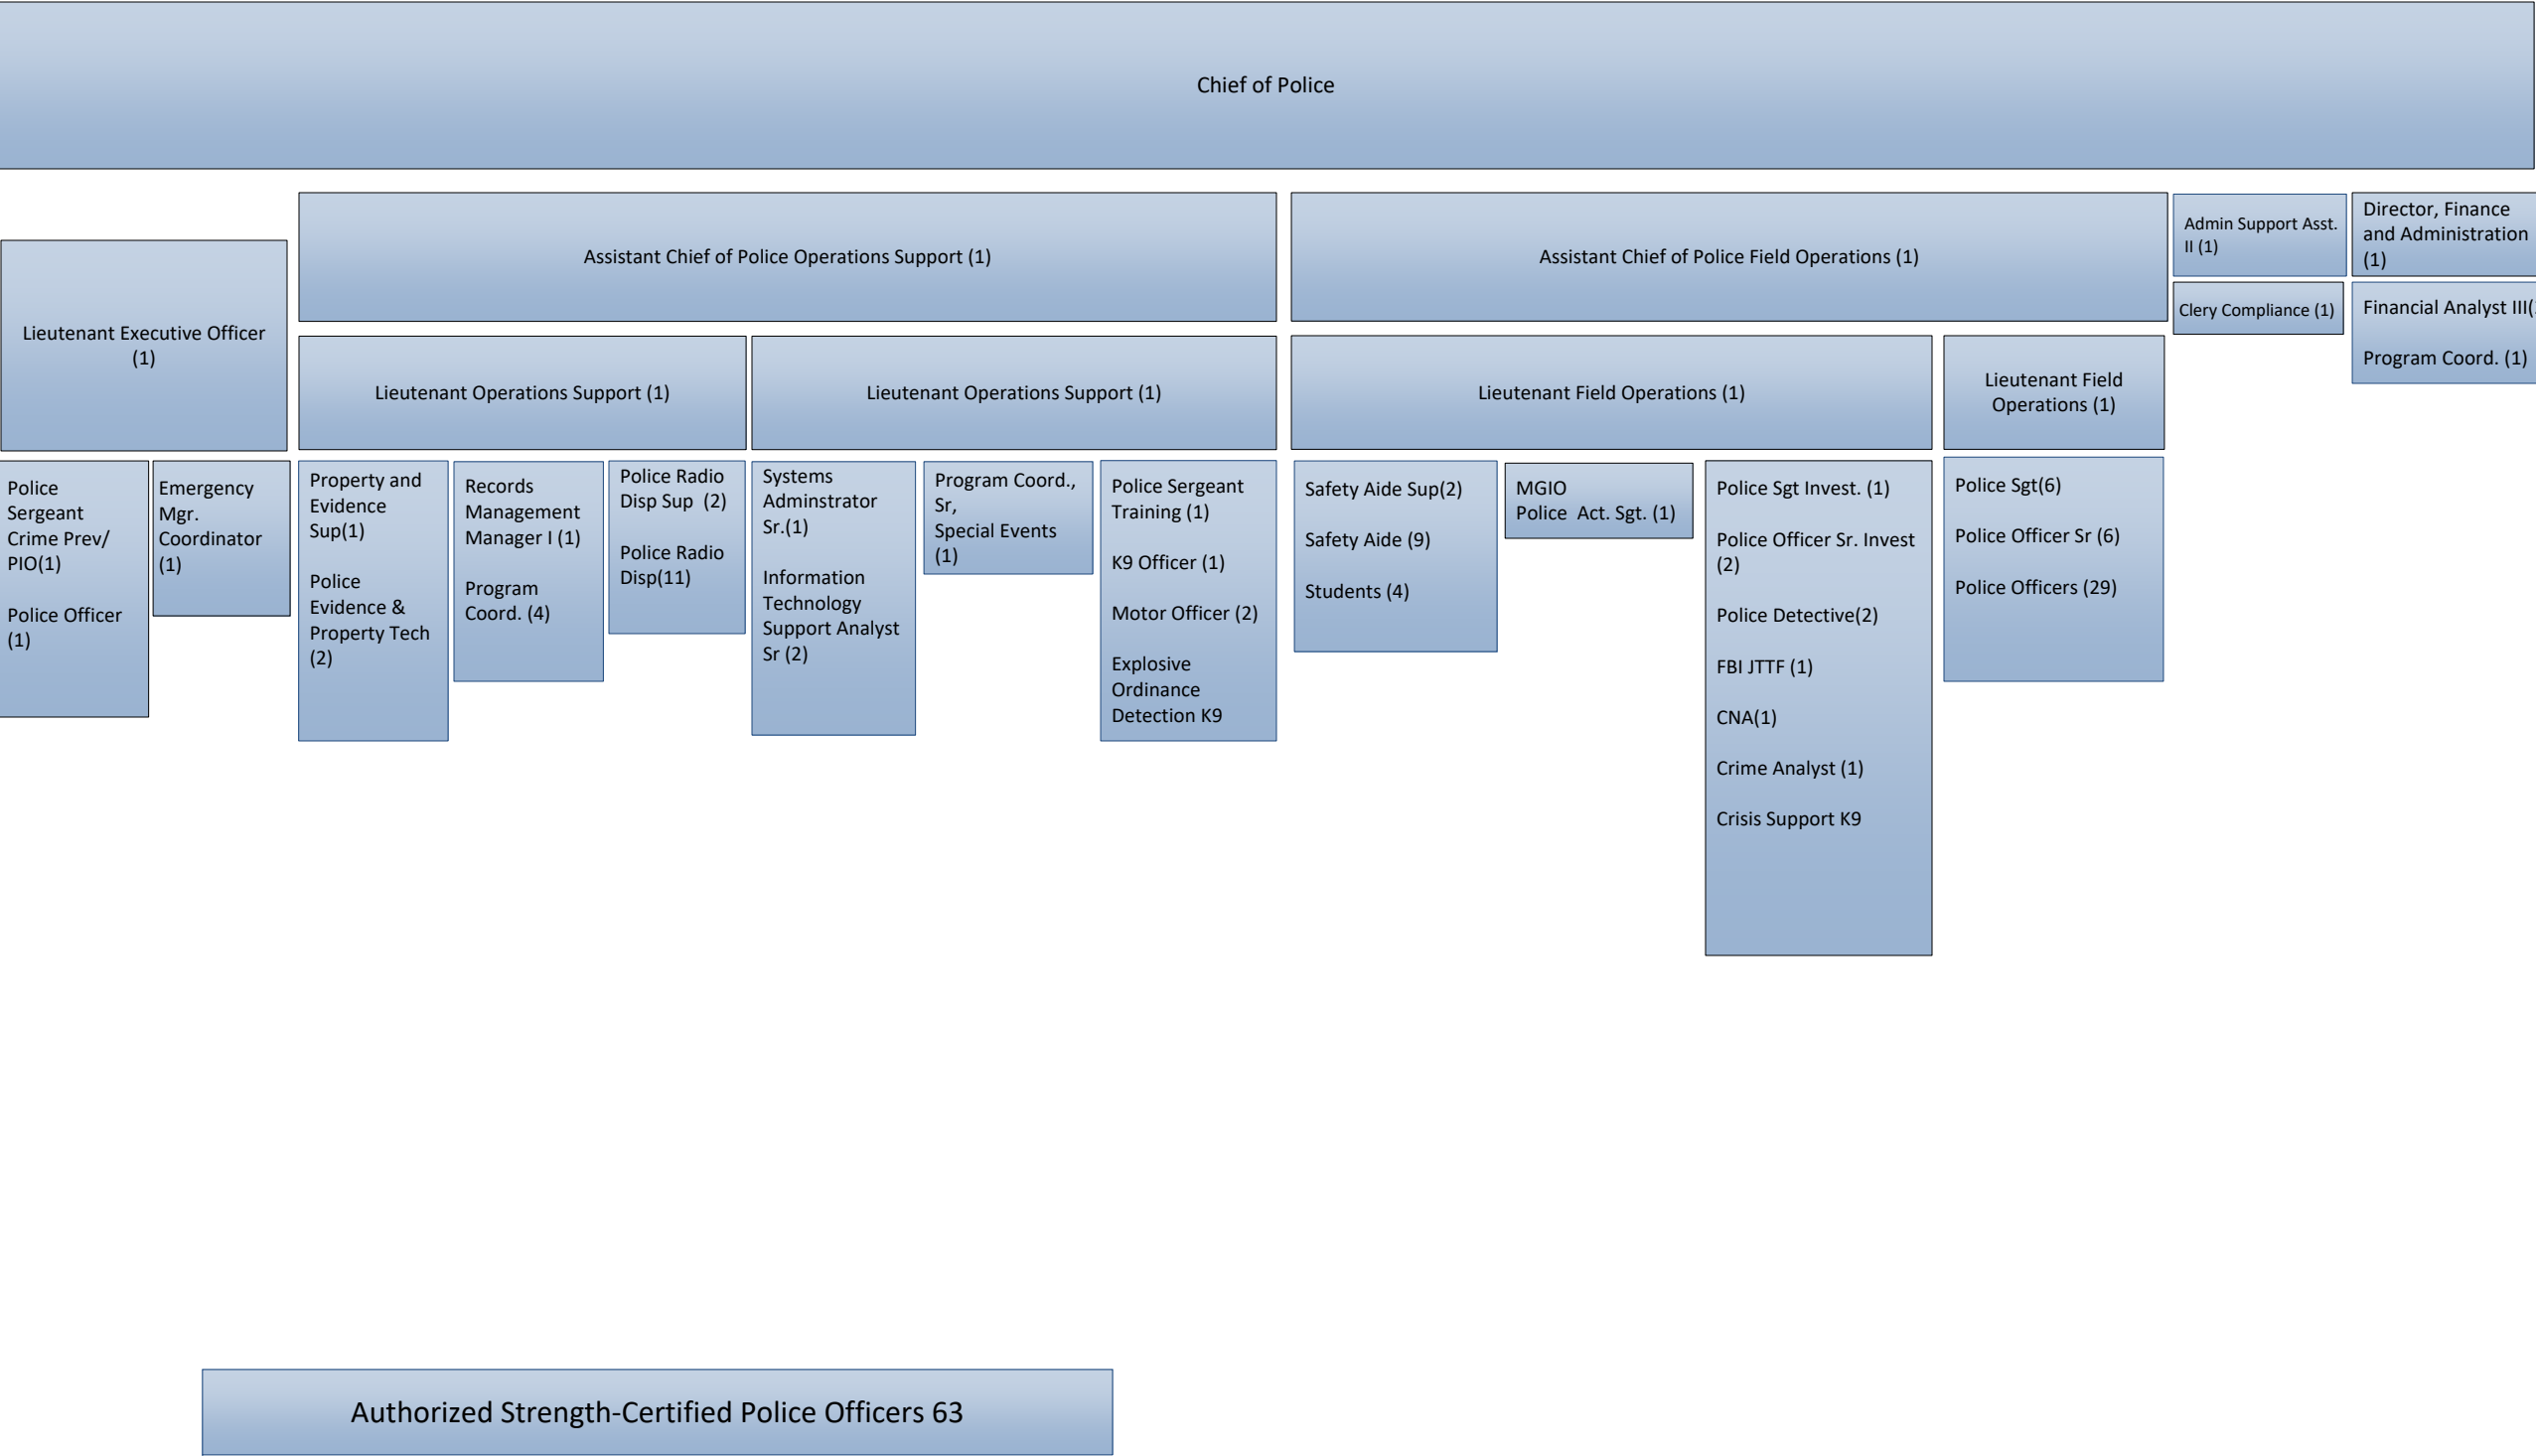 Chief of Police
Lieutenant Executive Officer
(1)
Assistant Chief of Police Operations Support (1)
Assistant Chief of Police Field Operations (1)
Admin Support Asst.
II (1)
Director, Finance
and Administration
(1)
Clery Compliance (1)
Financial Analyst III(
Program Coord. (1)
Lieutenant Operations Support (1)
Lieutenant Operations Support (1)
Lieutenant Field Operations (1)
Lieutenant Field
Operations (1)
Police
Sergeant
Crime Prev/
PIO(1)
Police Officer
(1)
Emergency
Mgr.
Coordinator
(1)
Property and
Evidence
Sup(1)
Police
Evidence &
Property Tech
(2)
Records
Management
Manager I (1)
Program
Coord. (4)
Police Radio
Disp Sup  (2)
Police Radio
Disp(11)
Systems
Adminstrator
Sr.(1)
Information
Technology
Support Analyst
Sr (2)
Program Coord.,
Sr,
Special Events
(1)
Police Sergeant
Training (1)
K9 Officer (1)
Motor Officer (2)
Explosive
Ordinance
Detection K9
Safety Aide Sup(2)
Safety Aide (9)
Students (4)
MGIO
Police  Act. Sgt. (1)
Police Sgt Invest. (1)
Police Officer Sr. Invest
(2)
Police Detective(2)
FBI JTTF (1)
CNA(1)
Crime Analyst (1)
Crisis Support K9
Police Sgt(6)
Police Officer Sr (6)
Police Officers (29)
Authorized Strength-Certified Police Officers 63